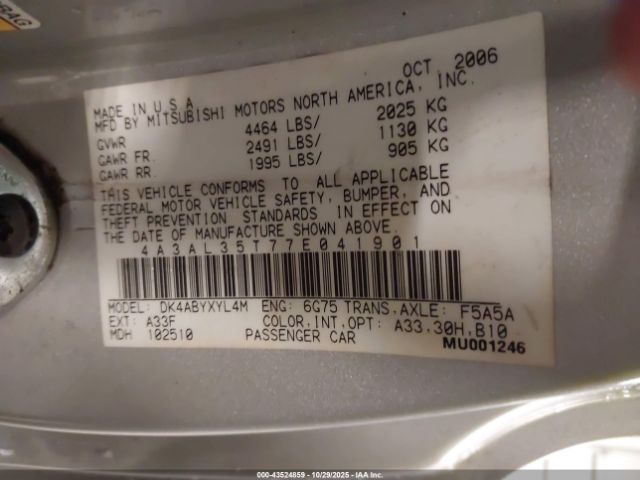 OCT 2006
MADE IN U.S.A
MFD BY MITSUBISHI MOTORS NORTH AMERICA, INC.
GVWR 4464 LBS/ 2025 KG
GAWR FR. 2491 LBS/ 1130 KG
GAWR RR. 1995 LBS/ 905 KG
THIS VEHICLE CONFORMS TO ALL APPLICABLE
FEDERAL MOTOR VEHICLE SAFETY, BUMPER, AND
THEFT PREVENTION STANDARDS IN EFFECT ON
THE DATE OF MANUFACTURE SHOWN ABOVE.
4A3AL35T77E041901
MODEL: DK4ABYXYL4M ENG: 6G75 TRANS,AXLE: F5A5A
EXT: A33F COLOR,INT,OPT: A33.30H.B10
MDH 102510 PASSENGER CAR
MU001246
© 000-43524859 | 10/29/2025 | Copyright IAA, LLC